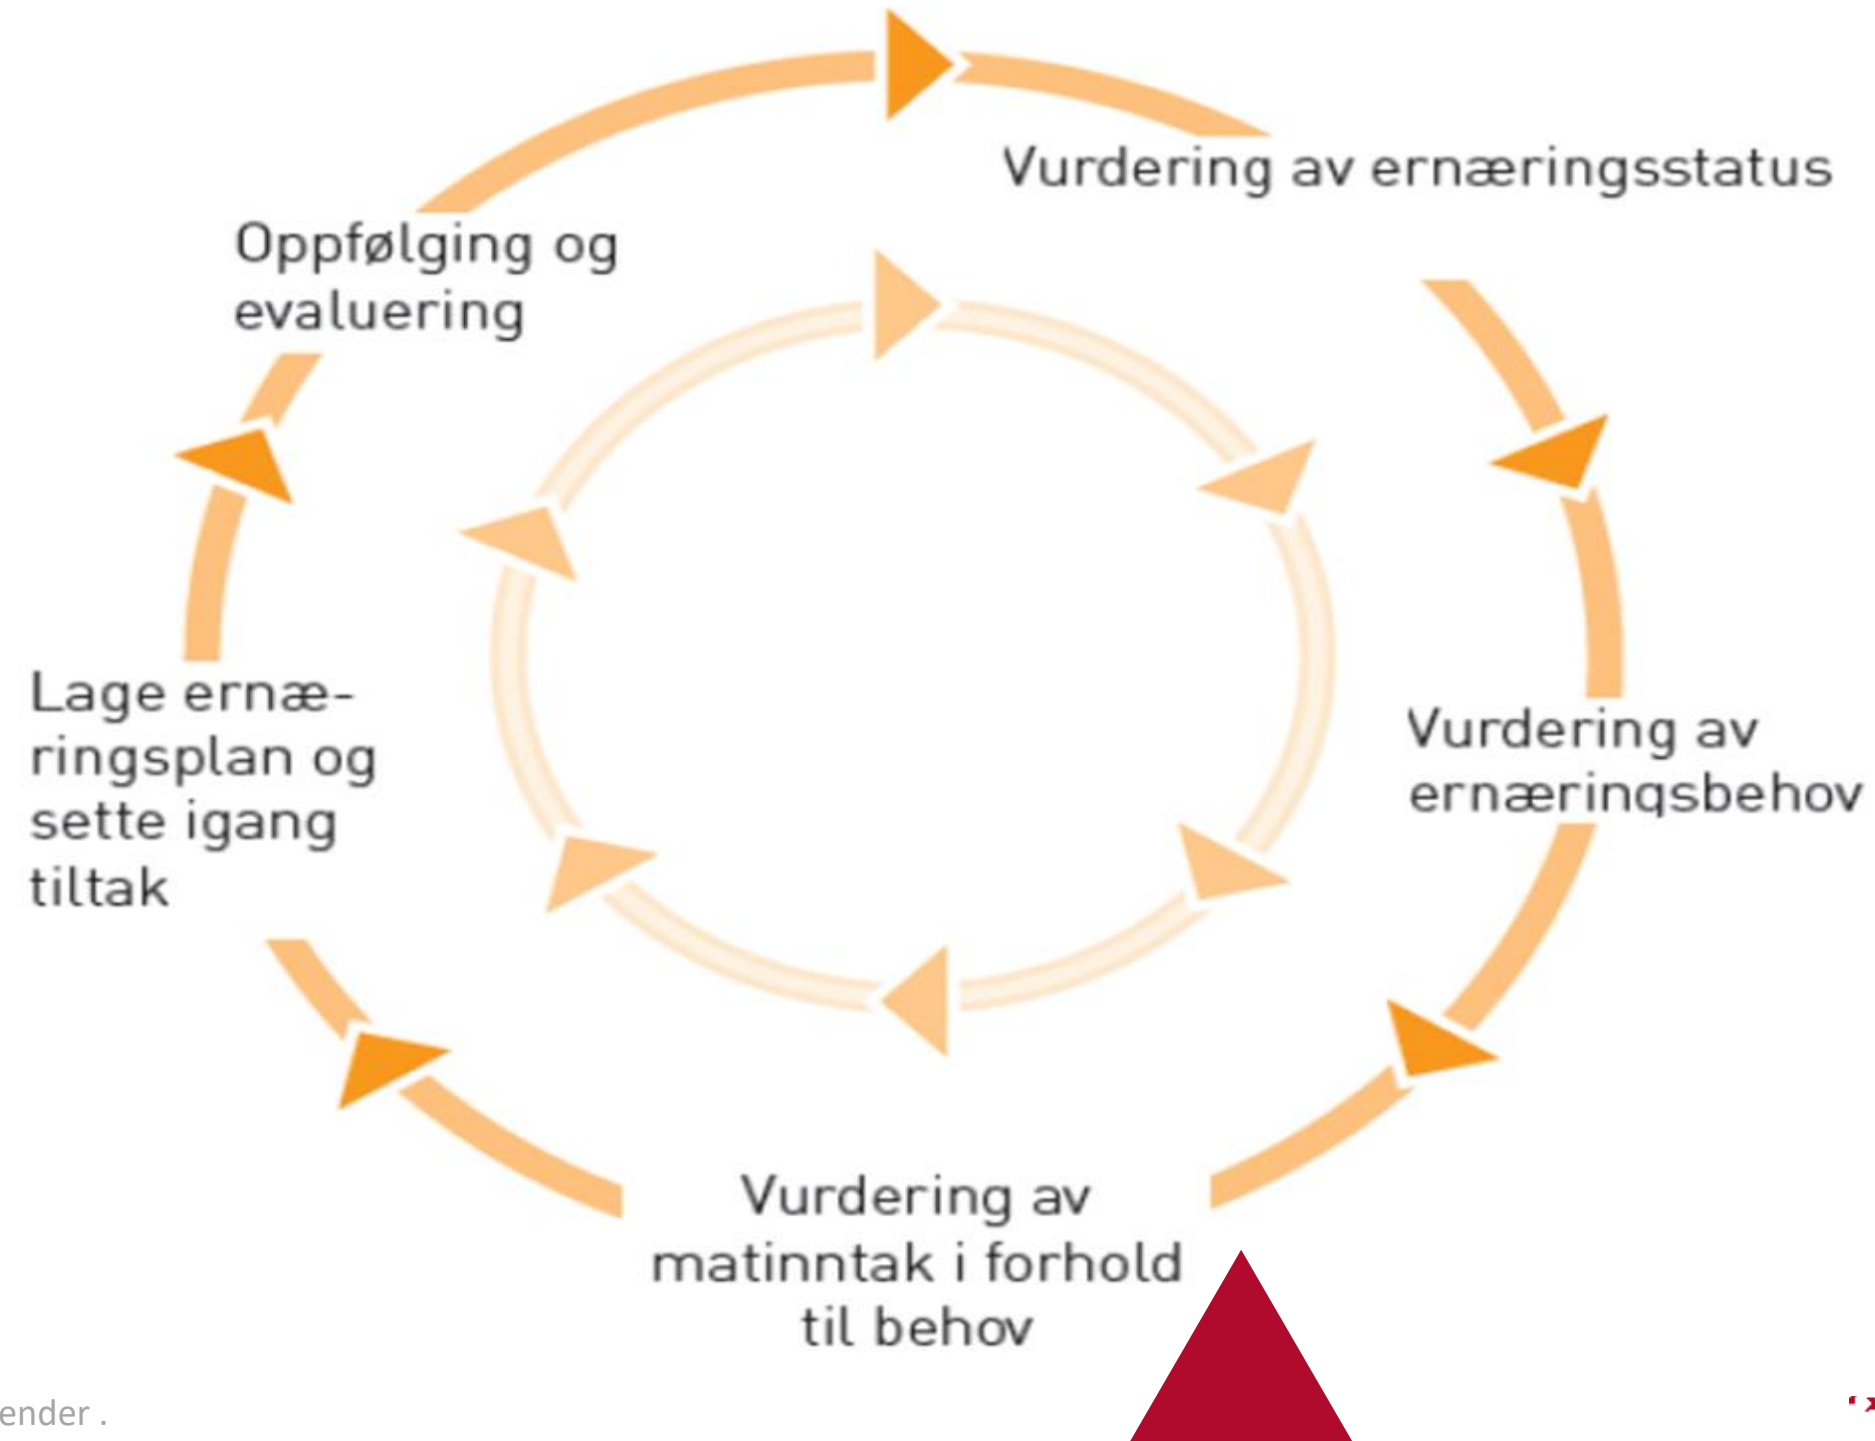 Vurdering av ernæringsstatus
Oppfølging og
evaluering
Lage ernæ-
ringsplan og
sette igang
tiltak
Vurdering av
ernæringsbehov
Vurdering av
matinntak i forhold
til behov
ender .